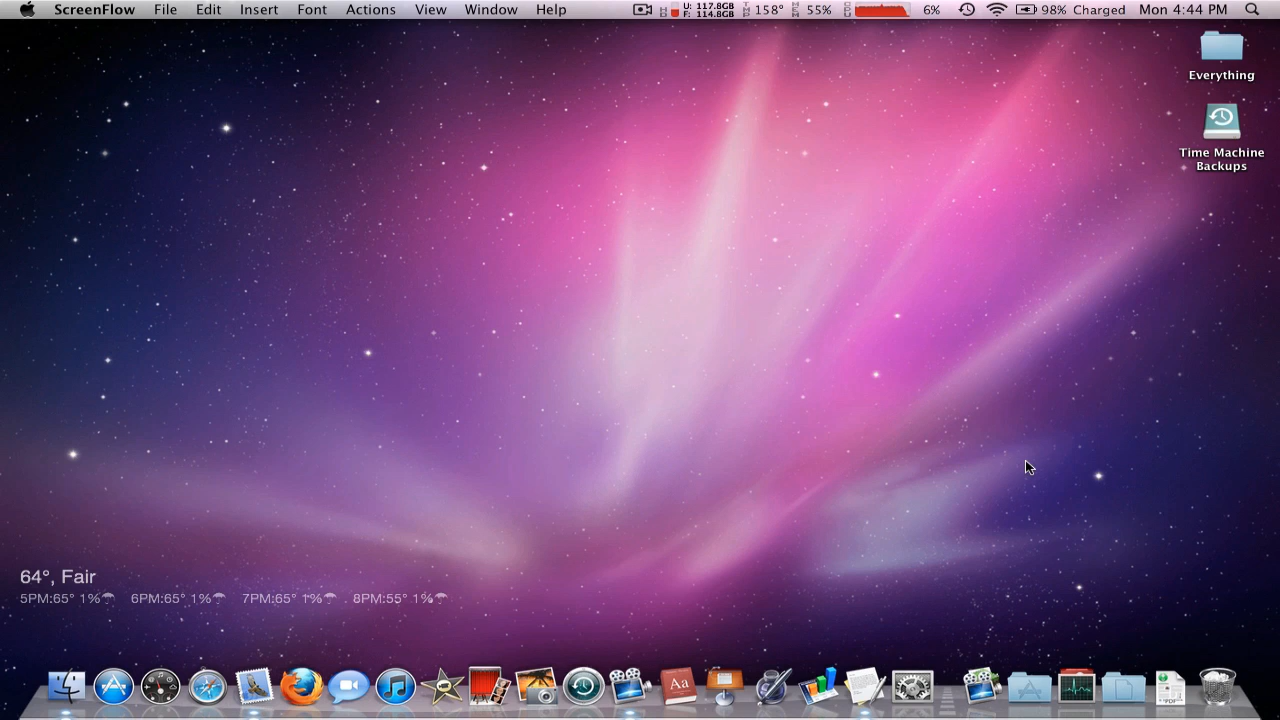 ScreenFlow File Edit Insert Font Actions View Window Help U: 117.8GB F: 114.8GB 158° 55% 6% 98% Charged Mon 4:44 PM
Everything
Time Machine
Backups
64°, Fair
5PM:65° 1% 6PM:65° 1% 7PM:65° 1% 8PM:55° 1%
Aa
PDF